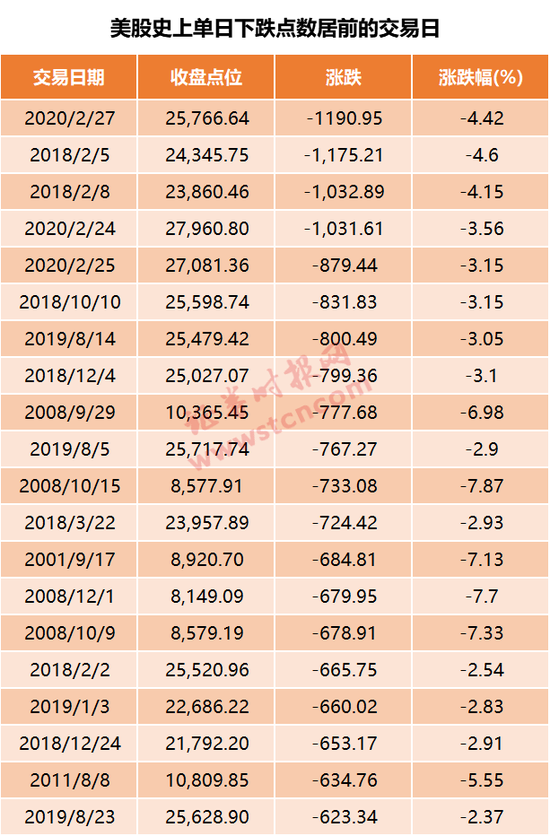 美股史上单日下跌点数居前的交易日
交易日期 收盘点位 涨跌 涨跌幅(%)
2020/2/27 25,766.64 -1190.95 -4.42
2018/2/5 24,345.75 -1,175.21 -4.6
2018/2/8 23,860.46 -1,032.89 -4.15
2020/2/24 27,960.80 -1,031.61 -3.56
2020/2/25 27,081.36 -879.44 -3.15
2018/10/10 25,598.74 -831.83 -3.15
2019/8/14 25,479.42 -800.49 -3.05
2018/12/4 25,027.07 -799.36 -3.1
2008/9/29 10,365.45 -777.68 -6.98
2019/8/5 25,717.74 -767.27 -2.9
2008/10/15 8,577.91 -733.08 -7.87
2018/3/22 23,957.89 -724.42 -2.93
2001/9/17 8,920.70 -684.81 -7.13
2008/12/1 8,149.09 -679.95 -7.7
2008/10/9 8,579.19 -678.91 -7.33
2018/2/2 25,520.96 -665.75 -2.54
2019/1/3 22,686.22 -660.02 -2.83
2018/12/24 21,792.20 -653.17 -2.91
2011/8/8 10,809.85 -634.76 -5.55
2019/8/23 25,628.90 -623.34 -2.37
证券时报网
www.stcn.com